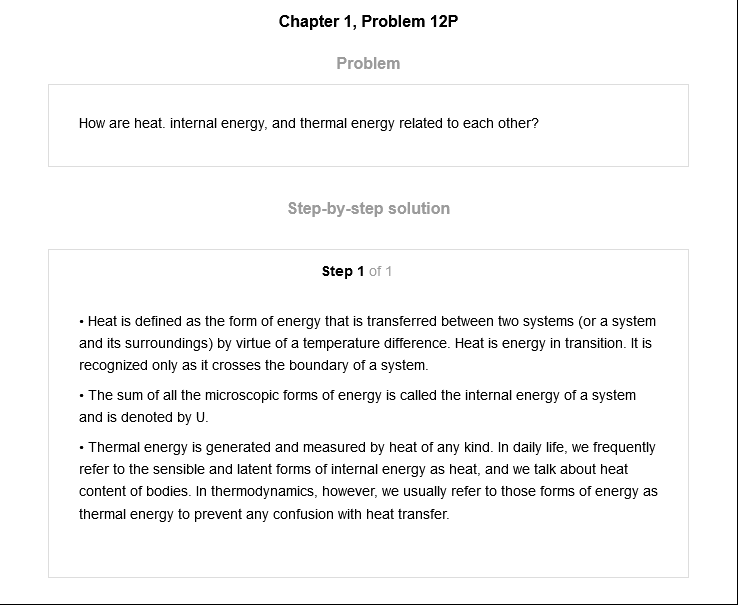 Chapter 1, Problem 12P
Problem
How are heat. internal energy, and thermal energy related to each other?
Step-by-step solution
Step 1 of 1
• Heat is defined as the form of energy that is transferred between two systems (or a system
and its surroundings) by virtue of a temperature difference. Heat is energy in transition. It is
recognized only as it crosses the boundary of a system.
• The sum of all the microscopic forms of energy is called the internal energy of a system
and is denoted by U.
• Thermal energy is generated and measured by heat of any kind. In daily life, we frequently
refer to the sensible and latent forms of internal energy as heat, and we talk about heat
content of bodies. In thermodynamics, however, we usually refer to those forms of energy as
thermal energy to prevent any confusion with heat transfer.